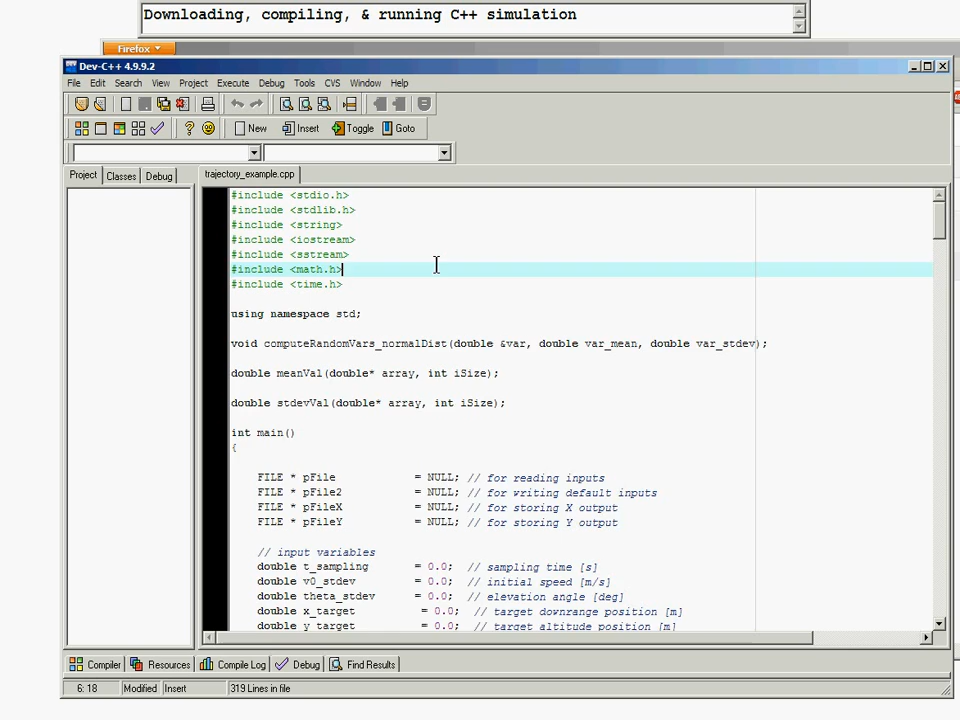 Downloading, compiling, & running C++ simulation
Firefox
Dev-C++ 4.9.9.2
File Edit Search View Project Execute Debug Tools CVS Window Help
New Insert Toggle Goto
Project Classes Debug
trajectory_example.cpp
#include <stdio.h>
#include <stdlib.h>
#include <string>
#include <iostream>
#include <sstream>
#include <math.h>
#include <time.h>
using namespace std;
void computeRandomVars_normalDist(double &var, double var_mean, double var_stdev);
double meanVal(double* array, int iSize);
double stdevVal(double* array, int iSize);
int main()
{
FILE * pFile = NULL; // for reading inputs
FILE * pFile2 = NULL; // for writing default inputs
FILE * pFileX = NULL; // for storing X output
FILE * pFileY = NULL; // for storing Y output
// input variables
double t_sampling = 0.0; // sampling time [s]
double v0_stdev = 0.0; // initial speed [m/s]
double theta_stdev = 0.0; // elevation angle [deg]
double x_target = 0.0; // target downrange position [m]
double y_target = 0.0; // target altitude position [m]
Compiler Resources Compile Log Debug Find Results
6: 18 Modified Insert 319 Lines in file